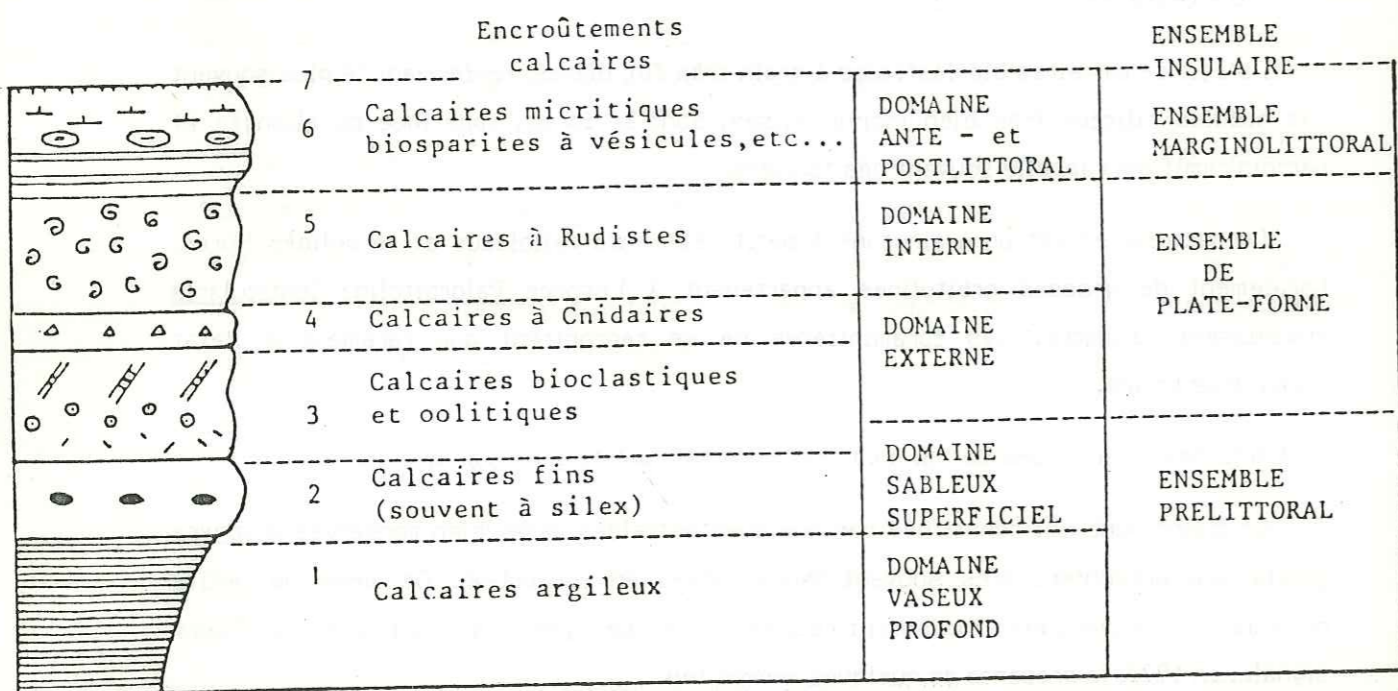 Encroûtements
calcaires
7
ENSEMBLE
INSULAIRE
6
Calcaires micritiques
biosparites à vésicules,etc...
DOMAINE
ANTE - et
POSTLITTORAL
ENSEMBLE
MARGINOLITTORAL
5
Calcaires à Rudistes
DOMAINE
INTERNE
ENSEMBLE
DE
PLATE-FORME
4
Calcaires à Cnidaires
DOMAINE
EXTERNE
3
Calcaires bioclastiques
et oolitiques
2
Calcaires fins
(souvent à silex)
DOMAINE
SABLEUX
SUPERFICIEL
ENSEMBLE
PRELITTORAL
1
Calcaires argileux
DOMAINE
VASEUX
PROFOND